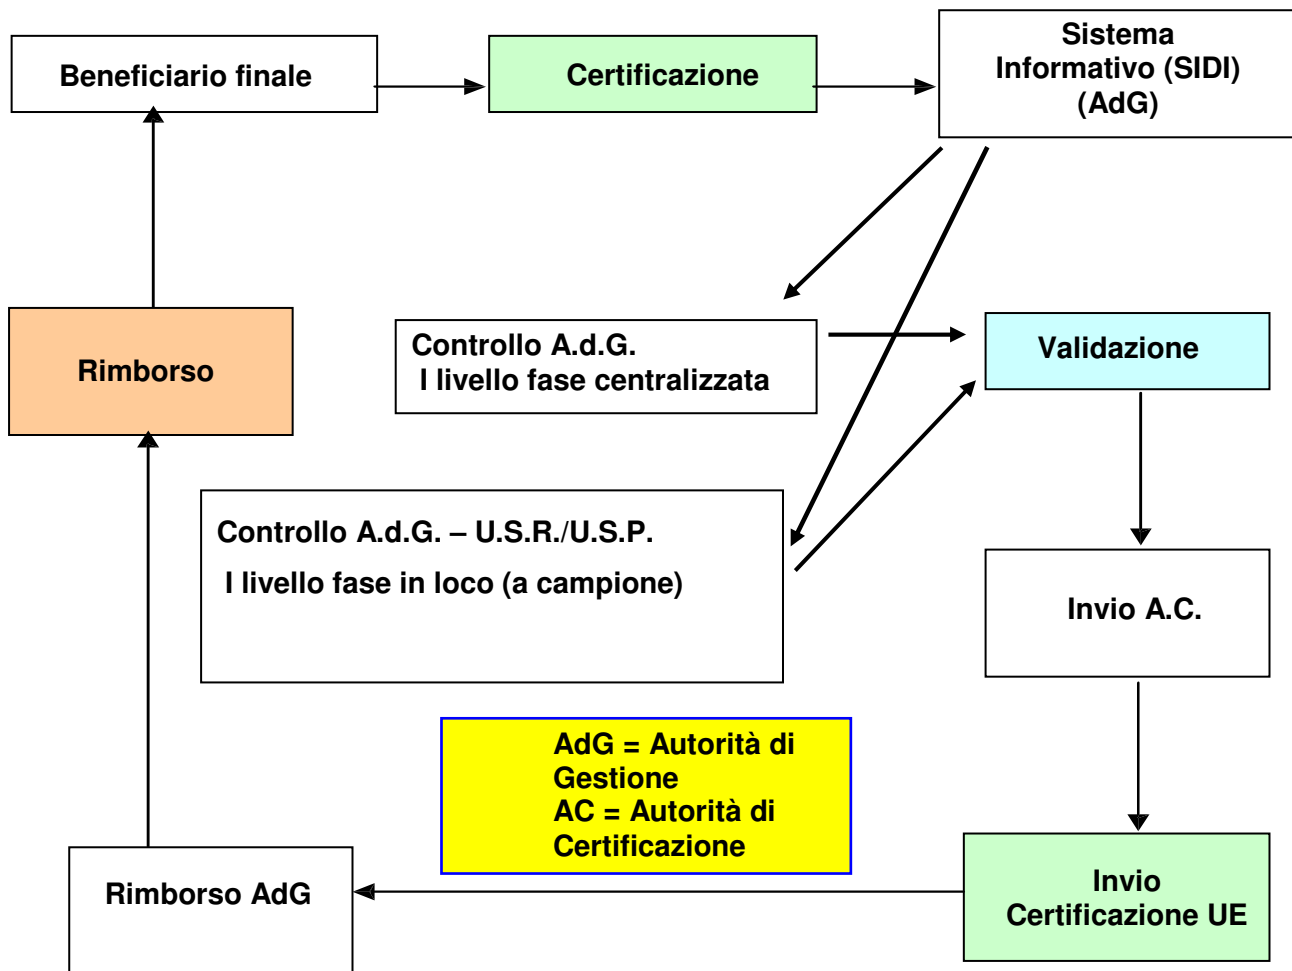 Beneficiario finale
Certificazione
Sistema
Informativo (SIDI)
(AdG)
Rimborso
Controllo A.d.G.
I livello fase centralizzata
Validazione
Controllo A.d.G. – U.S.R./U.S.P.
I livello fase in loco (a campione)
Invio A.C.
AdG = Autorità di
Gestione
AC = Autorità di
Certificazione
Rimborso AdG
Invio
Certificazione UE